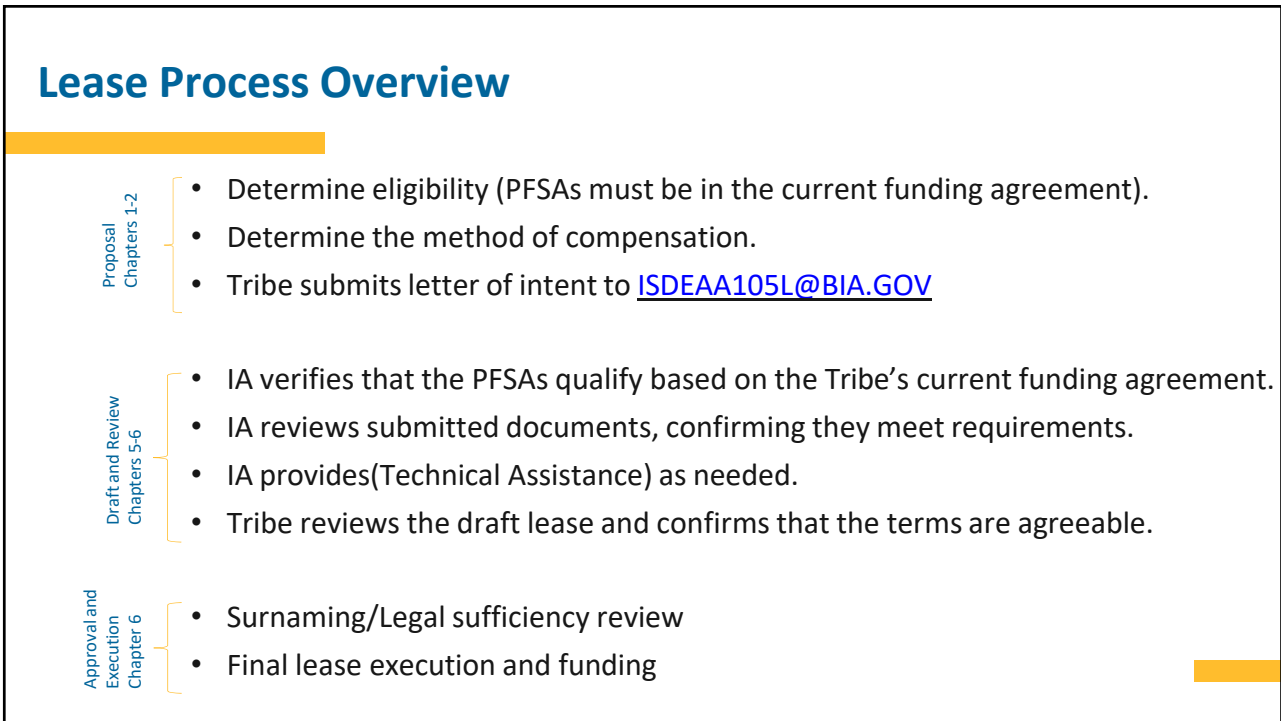 Lease Process Overview
Proposal
Chapters 1-2
• Determine eligibility (PFSAs must be in the current funding agreement).
• Determine the method of compensation.
• Tribe submits letter of intent to ISDEAA105L@BIA.GOV
Draft and Review
Chapters 5-6
• IA verifies that the PFSAs qualify based on the Tribe’s current funding agreement.
• IA reviews submitted documents, confirming they meet requirements.
• IA provides(Technical Assistance) as needed.
• Tribe reviews the draft lease and confirms that the terms are agreeable.
Approval and
Execution
Chapter 6
• Surnaming/Legal sufficiency review
• Final lease execution and funding